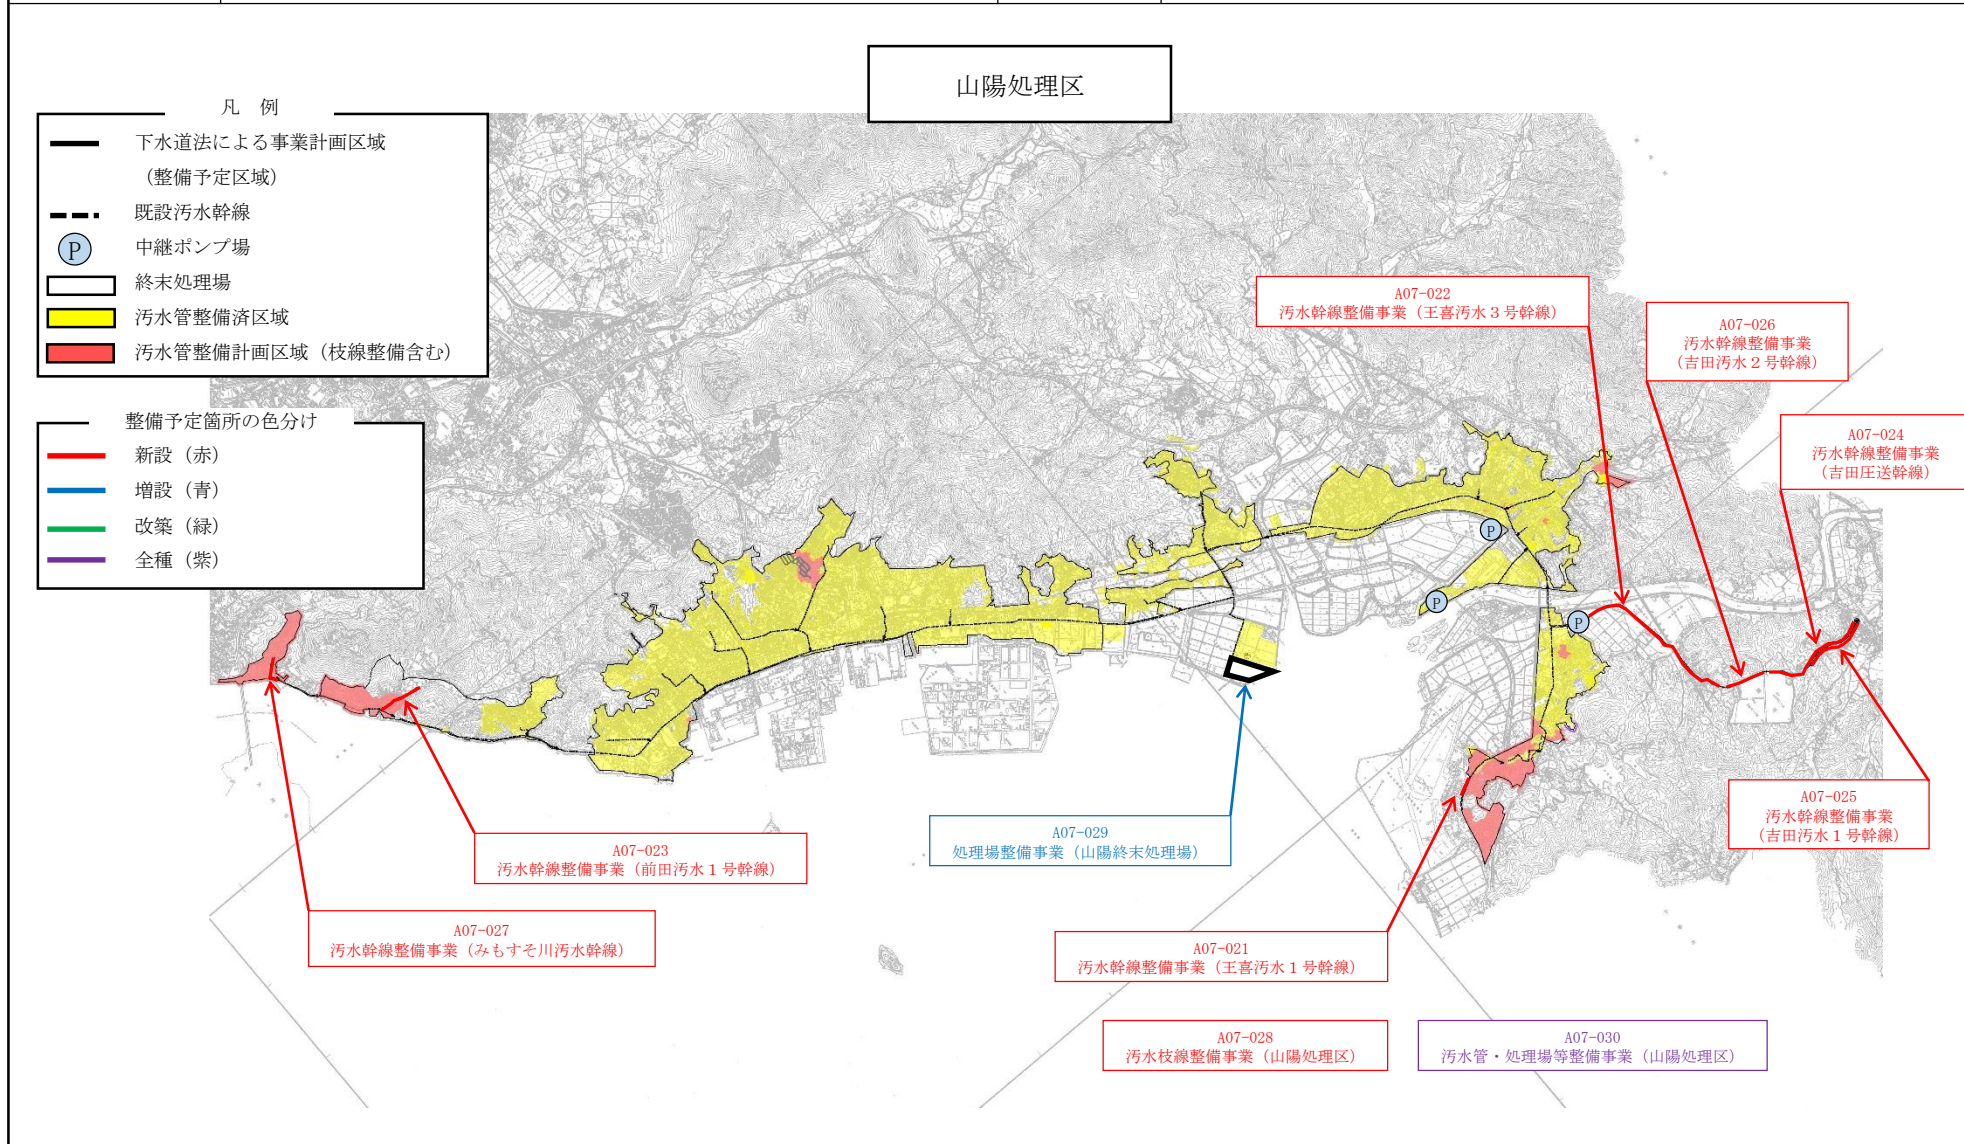 山陽処理区
凡 例
下水道法による事業計画区域
（整備予定区域）
既設汚水幹線
P
中継ポンプ場
終末処理場
汚水管整備済区域
汚水管整備計画区域（枝線整備含む）
整備予定箇所の色分け
新設（赤）
増設（青）
改築（緑）
全種（紫）
A07-022
汚水幹線整備事業（王喜汚水３号幹線）
A07-026
汚水幹線整備事業
（吉田汚水２号幹線）
A07-024
汚水幹線整備事業
（吉田圧送幹線）
P
P
P
A07-025
汚水幹線整備事業
（吉田汚水１号幹線）
A07-023
汚水幹線整備事業（前田汚水１号幹線）
A07-029
処理場整備事業（山陽終末処理場）
A07-027
汚水幹線整備事業（みもすそ川汚水幹線）
A07-021
汚水幹線整備事業（王喜汚水１号幹線）
A07-028
汚水枝線整備事業（山陽処理区）
A07-030
汚水管・処理場等整備事業（山陽処理区）